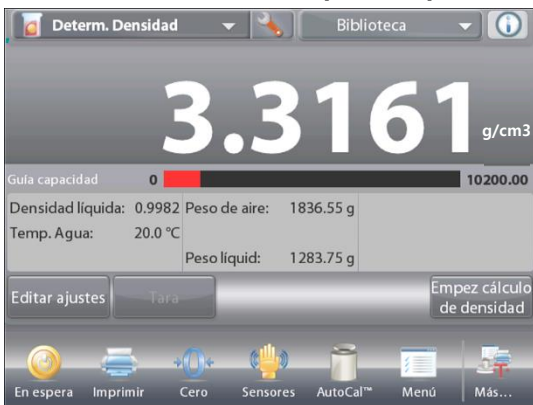 Determ. Densidad
Biblioteca
3.3161 g/cm3
Guía capacidad 0 10200.00
Densidad líquida: 0.9982 Peso de aire: 1836.55 g
Temp. Agua: 20.0 °C
Peso líquid: 1283.75 g
Editar ajustes Tara Empez cálculo
de densidad
En espera Imprimir Cero Sensores AutoCal™ Menú Más...